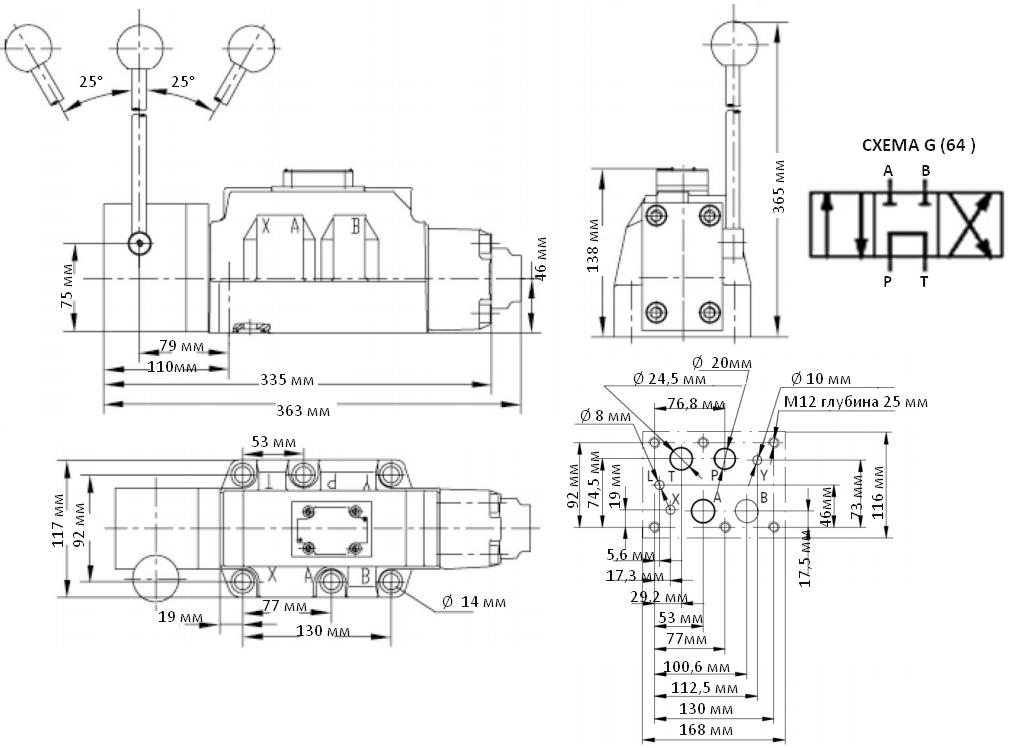 25°
25°
X A B
75 мм
46 мм
79 мм
110мм
335 мм
363 мм
138 мм
365 мм
СХЕМА G (64 )
A B
P T
53 мм
T P Y
X A B
117 мм
92 мм
77 мм
19 мм
130 мм
Ø 14 мм
Ø 20мм
Ø 24,5 мм
Ø 10 мм
76,8 мм
М12 глубина 25 мм
Ø 8 мм
L T P Y
X A B
92 мм
74,5 мм
19 мм
46мм
73 мм
116 мм
17,5 мм
5,6 мм
17,3 мм
29,2 мм
53 мм
77мм
100,6 мм
112,5 мм
130 мм
168 мм